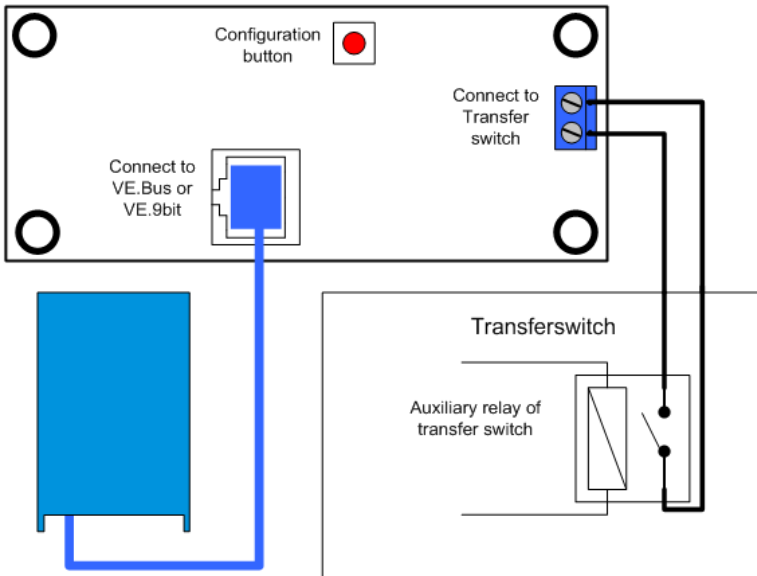 Configuration
button
Connect to
Transfer
switch
Connect to
VE.Bus or
VE.9bit
Transferswitch
Auxiliary relay of
transfer switch